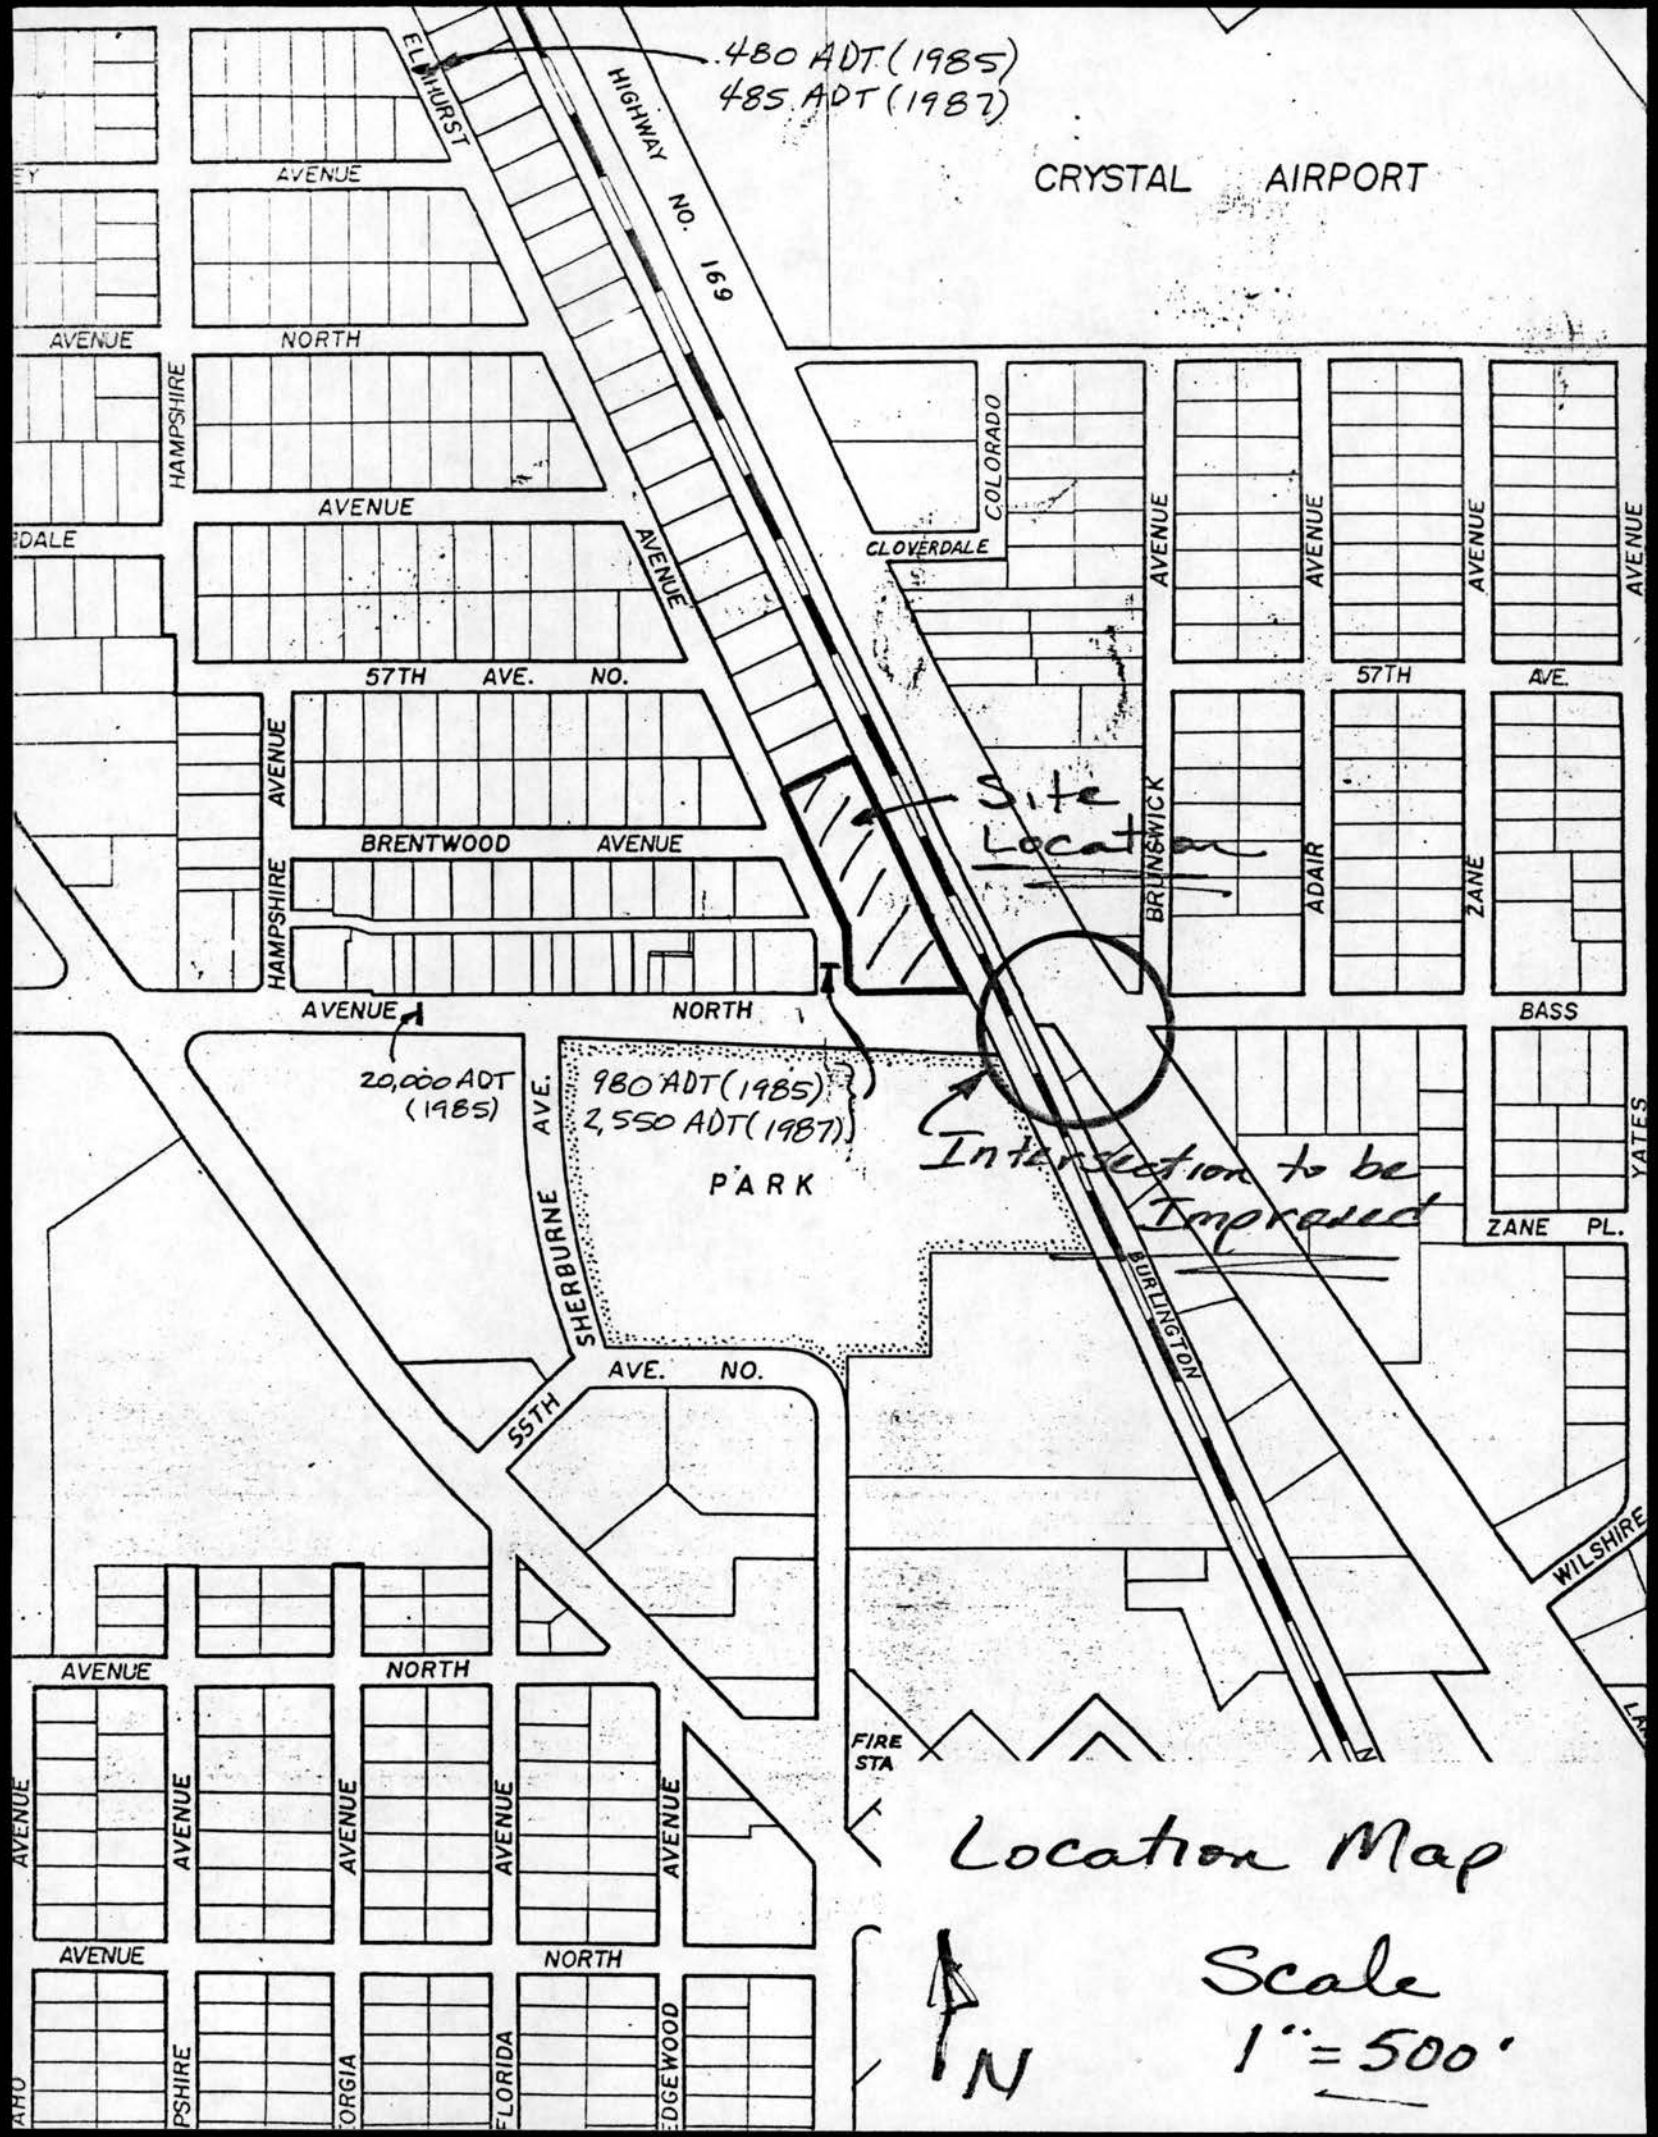 480 ADT (1985)
485 ADT (1987)
ELMHURST
HIGHWAY NO. 169
CRYSTAL AIRPORT
EY
AVENUE
AVENUE
NORTH
HAMPSHIRE
AVENUE
RDALE
AVENUE
COLORADO
CLOVERDALE
AVENUE
AVENUE
AVENUE
AVENUE
57TH AVE. NO.
57TH AVE.
AVENUE
Site
Location
BRUNSWICK
ADAIR
ZANE
BRENTWOOD AVENUE
HAMPSHIRE
AVENUE
NORTH
BASS
20,000 ADT
(1985)
SHERBURNE AVE.
980 ADT (1985)
2,550 ADT (1987)
PARK
Intersection to be
Improved
YATES
ZANE PL.
BURLINGTON
55TH
AVE. NO.
WILSHIRE
AVENUE
NORTH
FIRE
STA
AVENUE
AVENUE
AVENUE
AVENUE
AVENUE
Location Map
AVENUE
NORTH
Scale
1" = 500'
N
AHO
PSHIRE
ORGIA
FLORIDA
EDGEWOOD